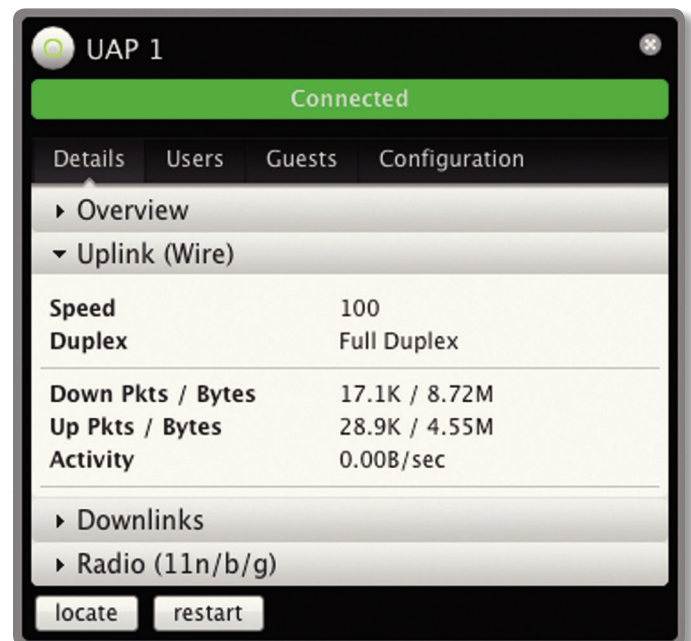 UAP 1
Connected
Details Users Guests Configuration
Overview
Uplink (Wire)
Speed 100
Duplex Full Duplex
Down Pkts / Bytes 17.1K / 8.72M
Up Pkts / Bytes 28.9K / 4.55M
Activity 0.00B/sec
Downlinks
Radio (11n/b/g)
locate restart